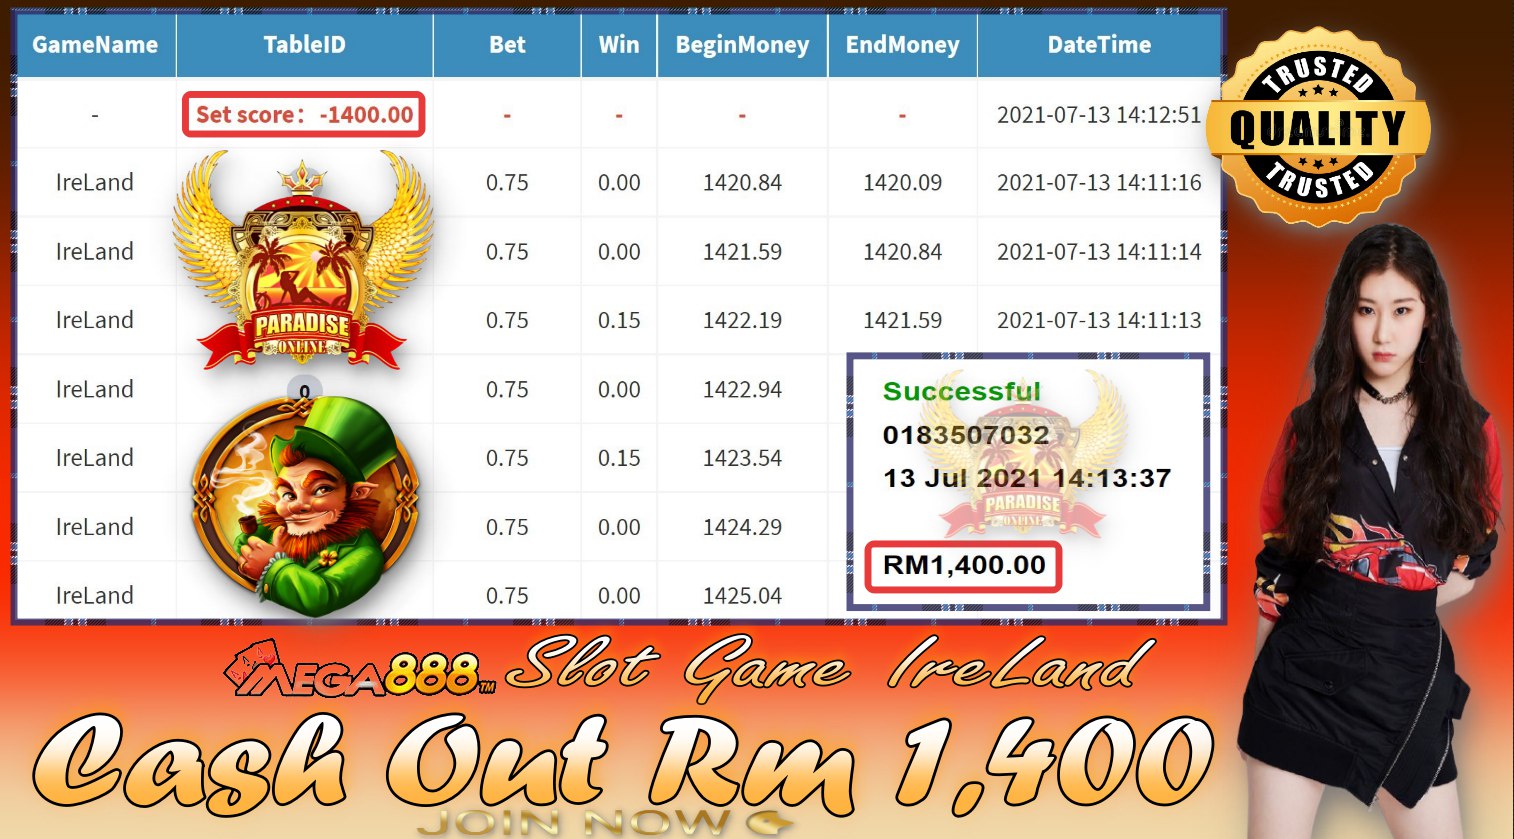 GameName TableID Bet Win BeginMoney EndMoney DateTime
- Set score: -1400.00 - - - - 2021-07-13 14:12:51
IreLand 0.75 0.00 1420.84 1420.09 2021-07-13 14:11:16
IreLand 0.75 0.00 1421.59 1420.84 2021-07-13 14:11:14
IreLand 0.75 0.15 1422.19 1421.59 2021-07-13 14:11:13
IreLand 0 0.75 0.00 1422.94
IreLand 0.75 0.15 1423.54
IreLand 0.75 0.00 1424.29
IreLand 0.75 0.00 1425.04
PARADISE
ONLINE
Successful
0183507032
13 Jul 2021 14:13:37
PARADISE
ONLINE
RM1,400.00
TRUSTED
QUALITY
TRUSTED
MEGA888™ Slot Game IreLand
Cash Out Rm 1,400
JOIN NOW